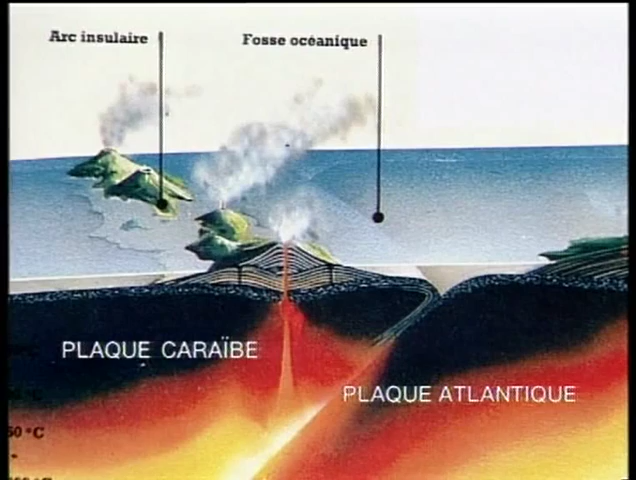 Arc insulaire
Fosse océanique
PLAQUE CARAÏBE
PLAQUE ATLANTIQUE